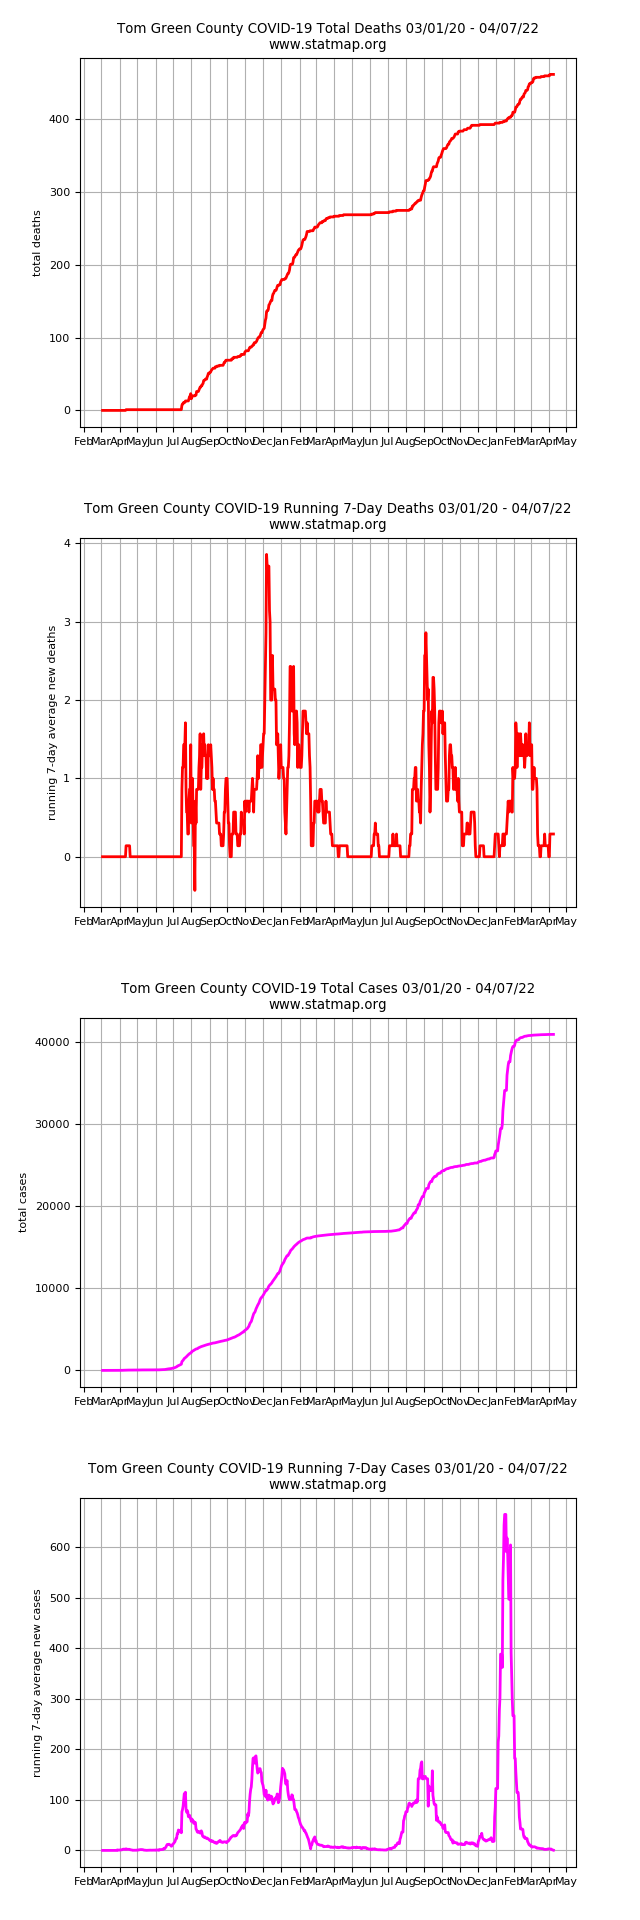 Tom Green County COVID-19 Total Deaths 03/01/20 - 04/07/22
www.statmap.org
total deaths
400
300
200
100
0
Feb Mar Apr May Jun Jul Aug Sep Oct Nov Dec Jan Feb Mar Apr May Jun Jul Aug Sep Oct Nov Dec Jan Feb Mar Apr May
Tom Green County COVID-19 Running 7-Day Deaths 03/01/20 - 04/07/22
www.statmap.org
running 7-day average new deaths
4
3
2
1
0
Feb Mar Apr May Jun Jul Aug Sep Oct Nov Dec Jan Feb Mar Apr May Jun Jul Aug Sep Oct Nov Dec Jan Feb Mar Apr May
Tom Green County COVID-19 Total Cases 03/01/20 - 04/07/22
www.statmap.org
total cases
40000
30000
20000
10000
0
Feb Mar Apr May Jun Jul Aug Sep Oct Nov Dec Jan Feb Mar Apr May Jun Jul Aug Sep Oct Nov Dec Jan Feb Mar Apr May
Tom Green County COVID-19 Running 7-Day Cases 03/01/20 - 04/07/22
www.statmap.org
running 7-day average new cases
600
500
400
300
200
100
0
Feb Mar Apr May Jun Jul Aug Sep Oct Nov Dec Jan Feb Mar Apr May Jun Jul Aug Sep Oct Nov Dec Jan Feb Mar Apr May